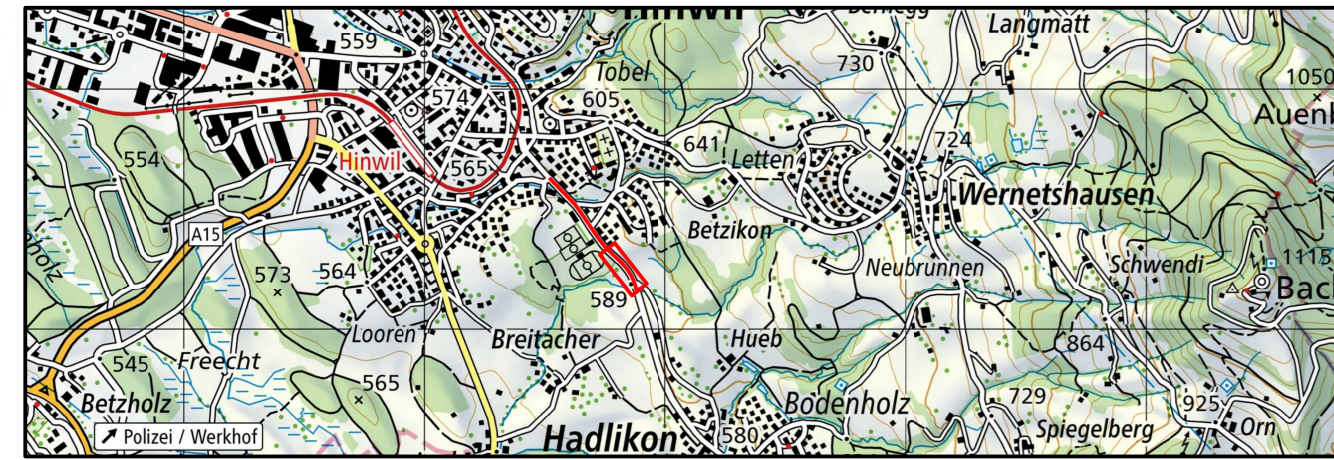 Hinwil
Bernegg
Langmatt
559
730
Tobel
1050
574
605
554
Hinwil
565
641
Letten
724
Wernetshausen
A15
Betzikon
573
564
589
Neubrunnen
Schwendi
1115
Looren
Breitacher
Hueb
864
545
Freecht
565
Betzholz
Bodenholz
729
925
Polizei / Werkhof
Hadlikon
580
Spiegelberg
Orn